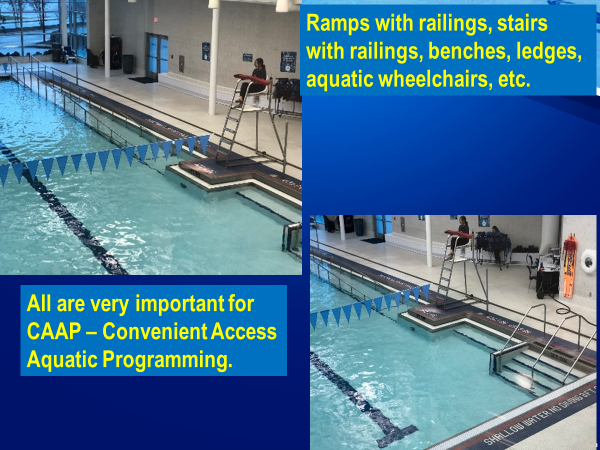 Ramps with railings, stairs
with railings, benches, ledges,
aquatic wheelchairs, etc.
All are very important for
CAAP – Convenient Access
Aquatic Programming.
SHALLOW WATER NO DIVING